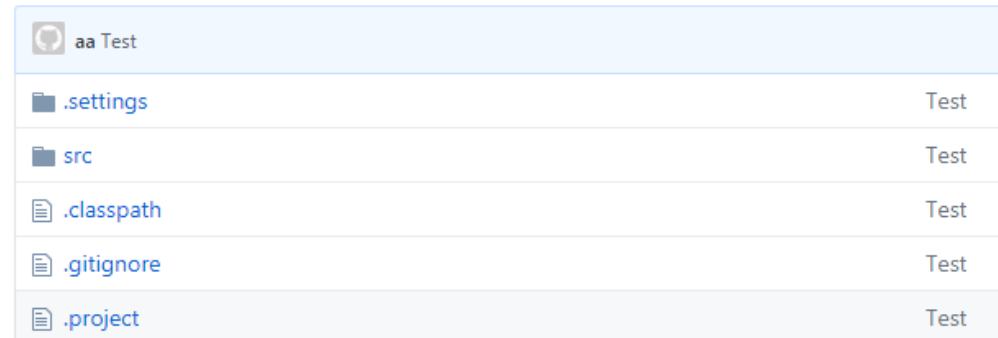 aa Test
.settings Test
src Test
.classpath Test
.gitignore Test
.project Test